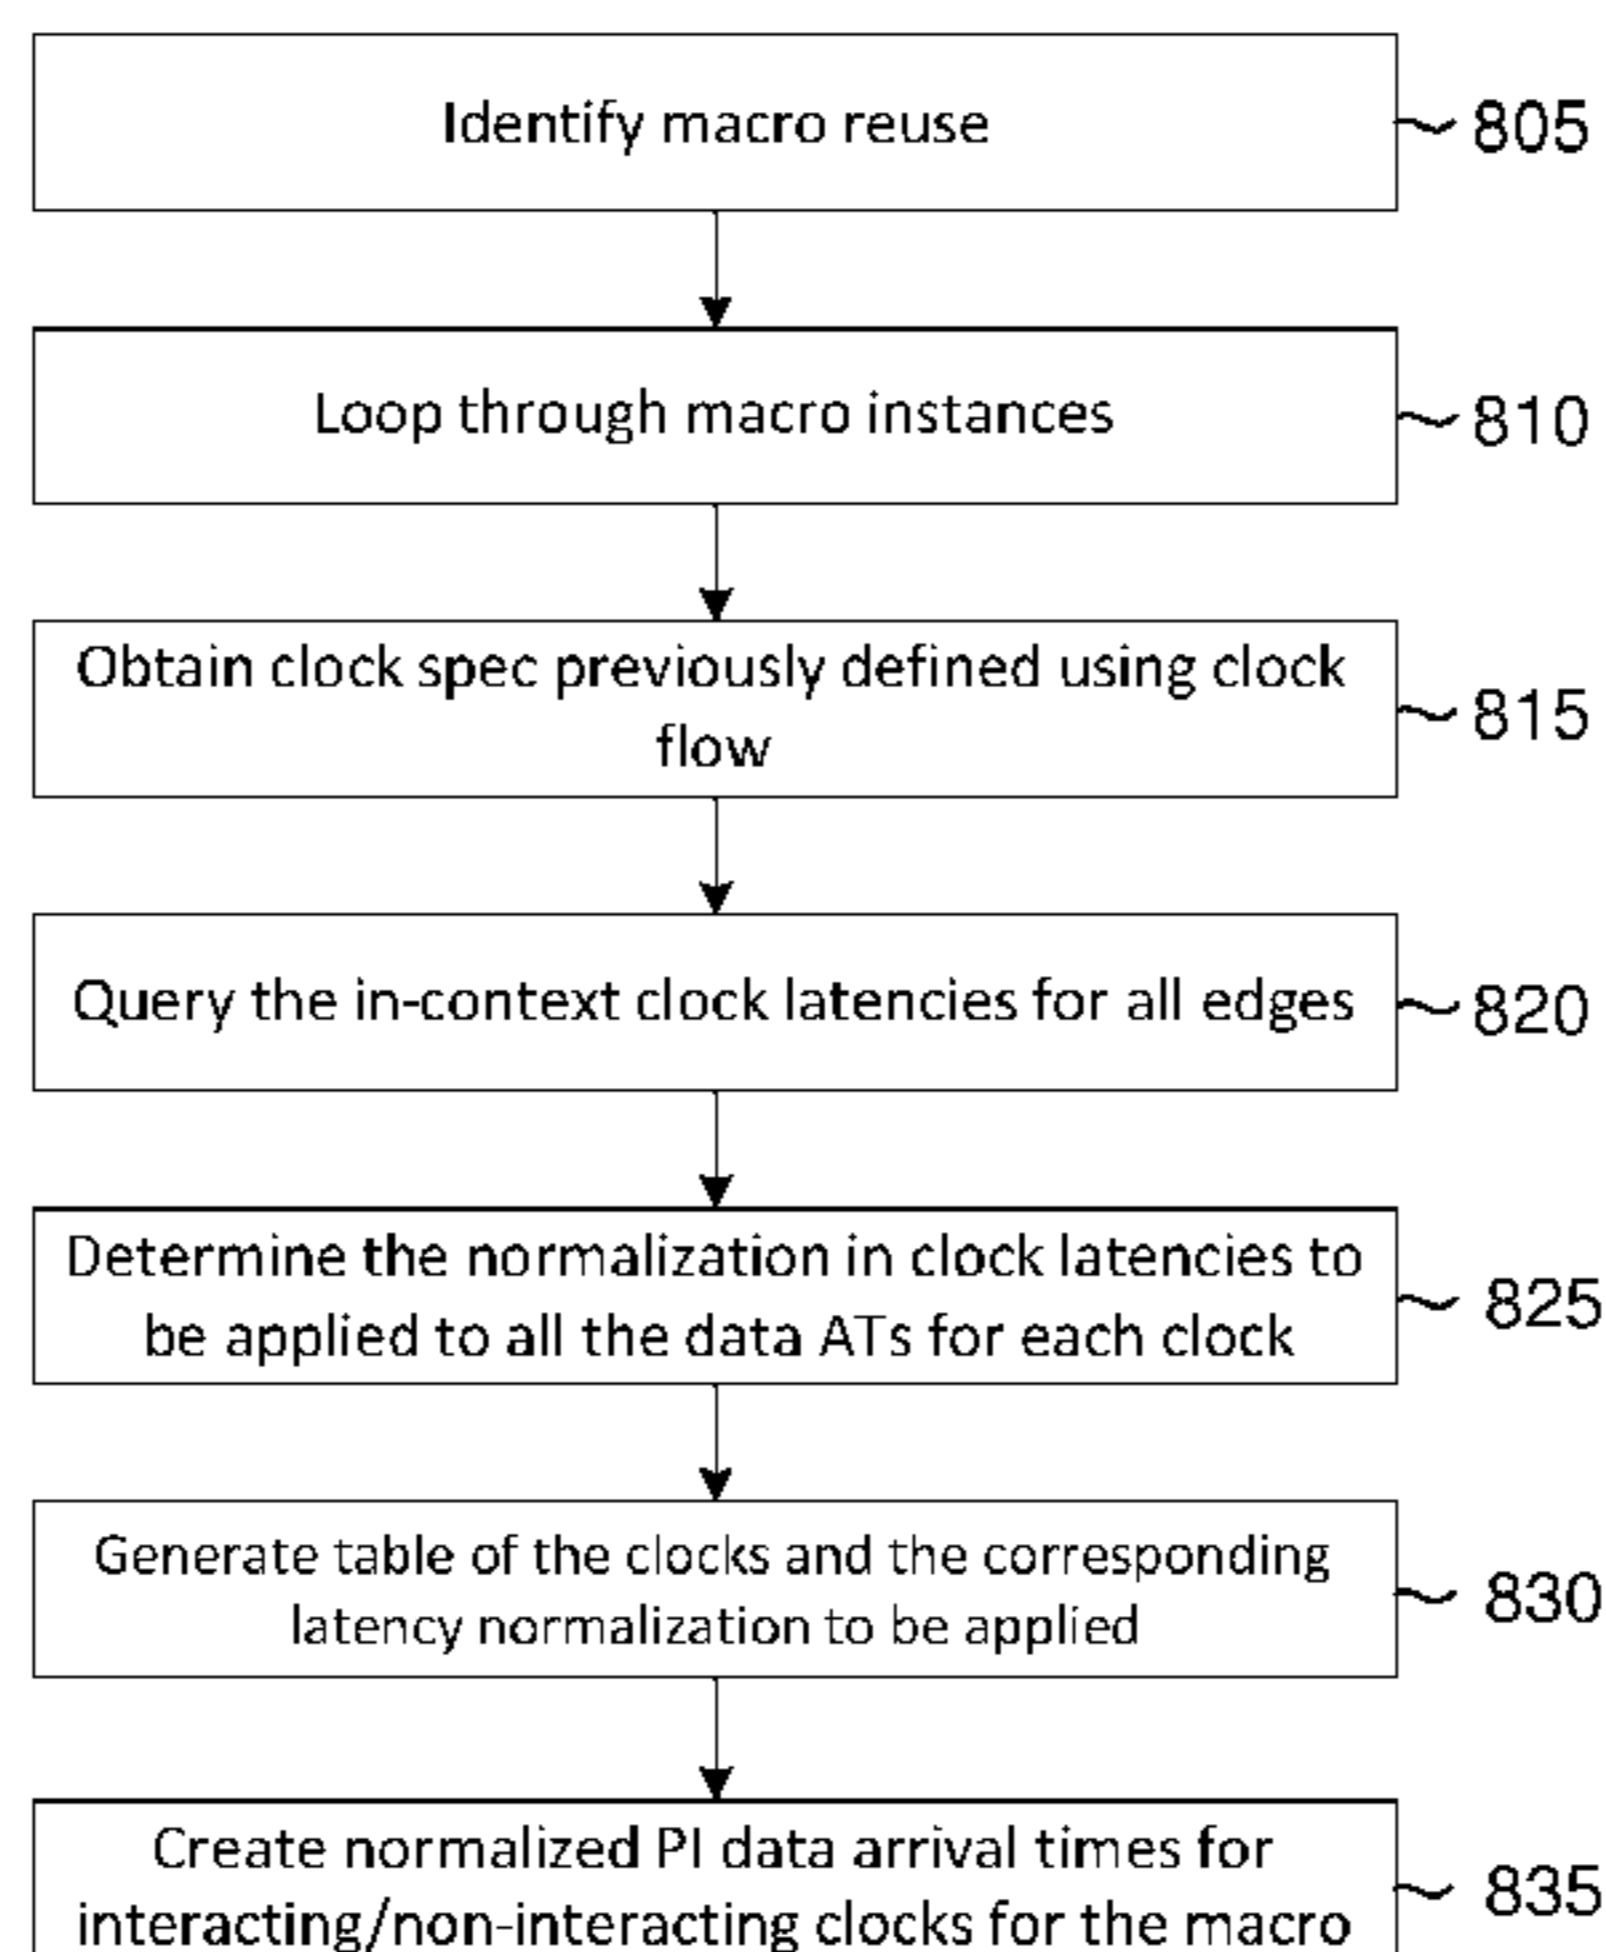 Identify macro reuse
805
Loop through macro instances
810
Obtain clock spec previously defined using clock
flow
815
Query the in-context clock latencies for all edges
820
Determine the normalization in clock latencies to
be applied to all the data ATs for each clock
825
Generate table of the clocks and the corresponding
latency normalization to be applied
830
Create normalized PI data arrival times for
interacting/non-interacting clocks for the macro
835